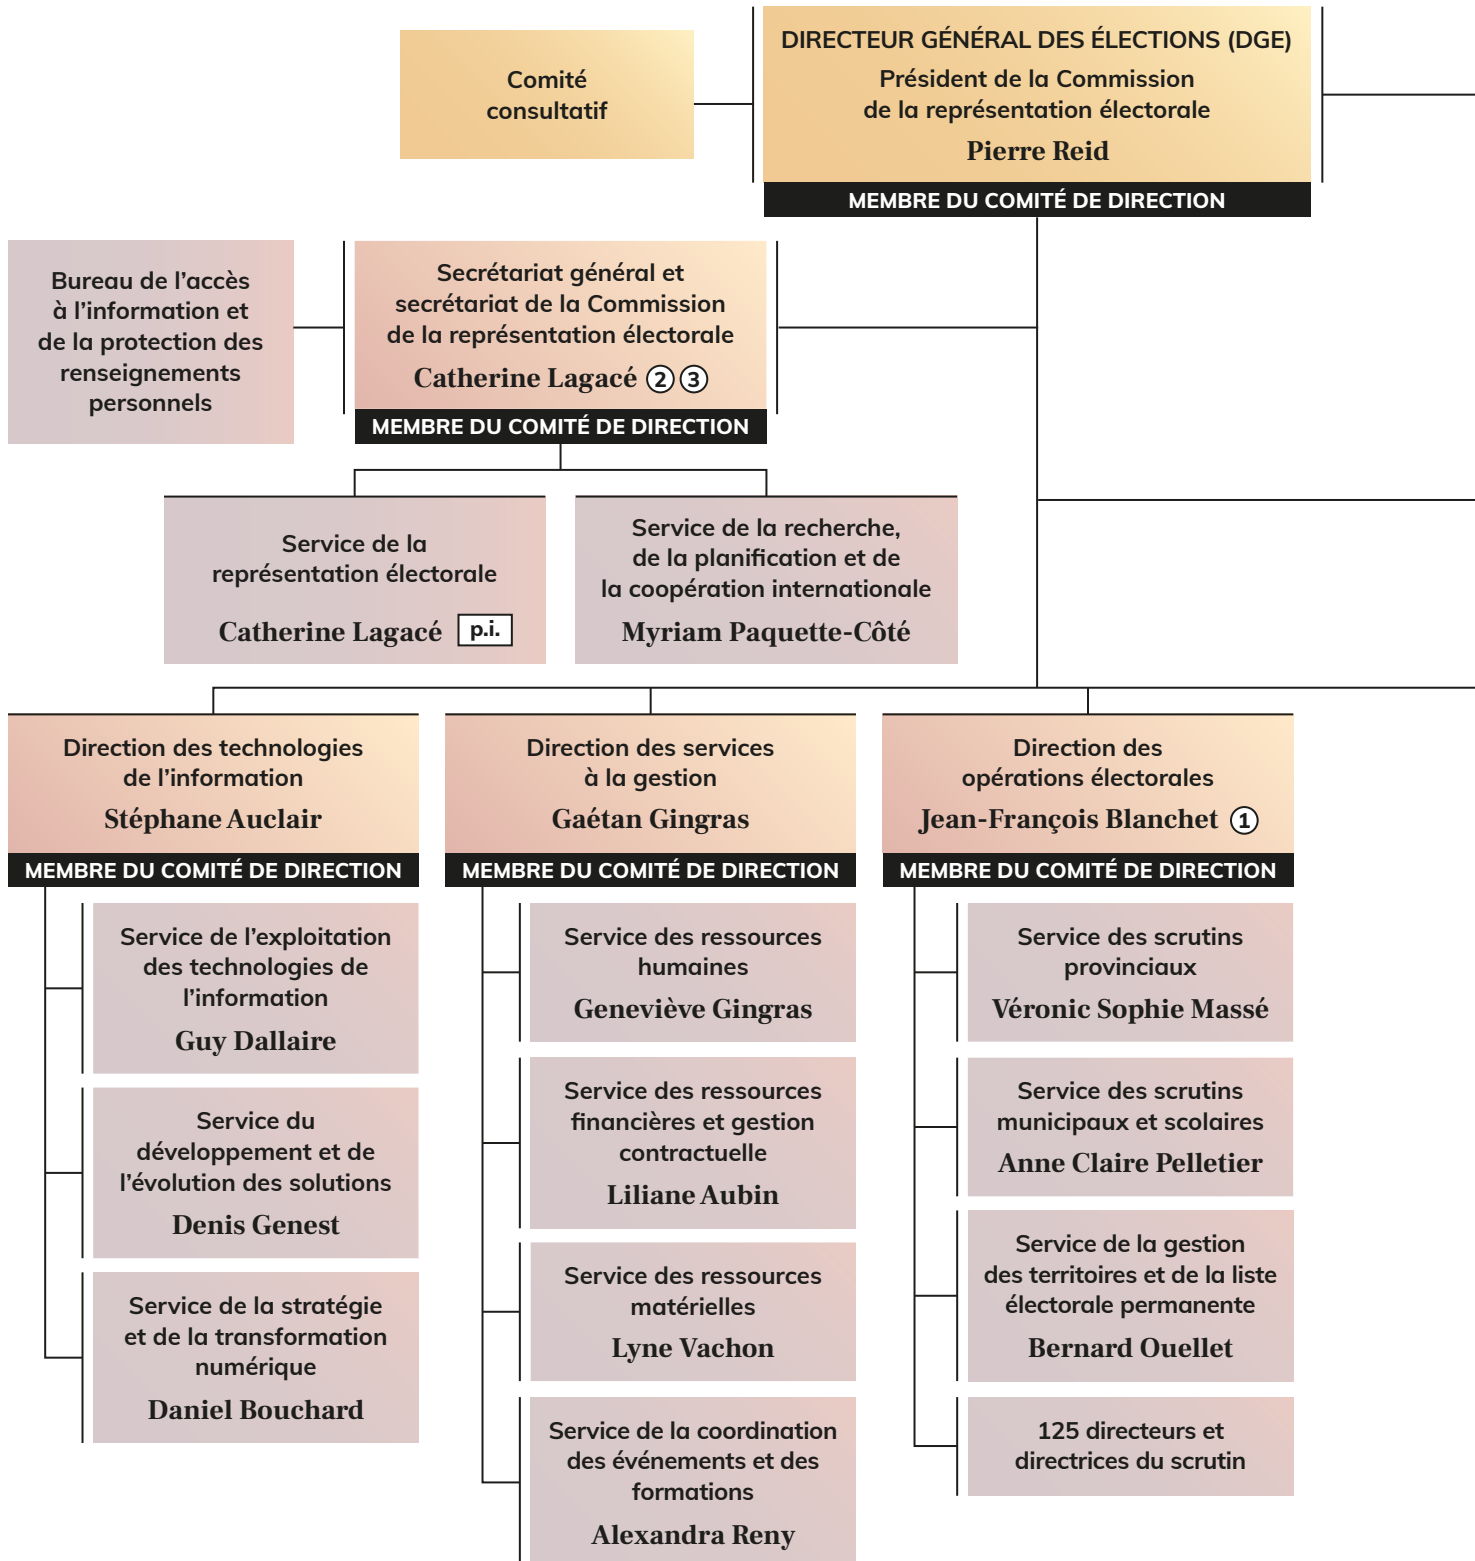 Comité
consultatif
DIRECTEUR GÉNÉRAL DES ÉLECTIONS (DGE)
Président de la Commission
de la représentation électorale
Pierre Reid
MEMBRE DU COMITÉ DE DIRECTION
Bureau de l’accès
à l’information et
de la protection des
renseignements
personnels
Secrétariat général et
secrétariat de la Commission
de la représentation électorale
Catherine Lagacé 2 3
MEMBRE DU COMITÉ DE DIRECTION
Service de la
représentation électorale
Catherine Lagacé p.i.
Service de la recherche,
de la planification et de
la coopération internationale
Myriam Paquette-Côté
Direction des technologies
de l’information
Stéphane Auclair
MEMBRE DU COMITÉ DE DIRECTION
Service de l’exploitation
des technologies de
l’information
Guy Dallaire
Service du
développement et de
l’évolution des solutions
Denis Genest
Service de la stratégie
et de la transformation
numérique
Daniel Bouchard
Direction des services
à la gestion
Gaétan Gingras
MEMBRE DU COMITÉ DE DIRECTION
Service des ressources
humaines
Geneviève Gingras
Service des ressources
financières et gestion
contractuelle
Liliane Aubin
Service des ressources
matérielles
Lyne Vachon
Service de la coordination
des événements et des
formations
Alexandra Reny
Direction des
opérations électorales
Jean-François Blanchet 1
MEMBRE DU COMITÉ DE DIRECTION
Service des scrutins
provinciaux
Véronic Sophie Massé
Service des scrutins
municipaux et scolaires
Anne Claire Pelletier
Service de la gestion
des territoires et de la liste
électorale permanente
Bernard Ouellet
125 directeurs et
directrices du scrutin